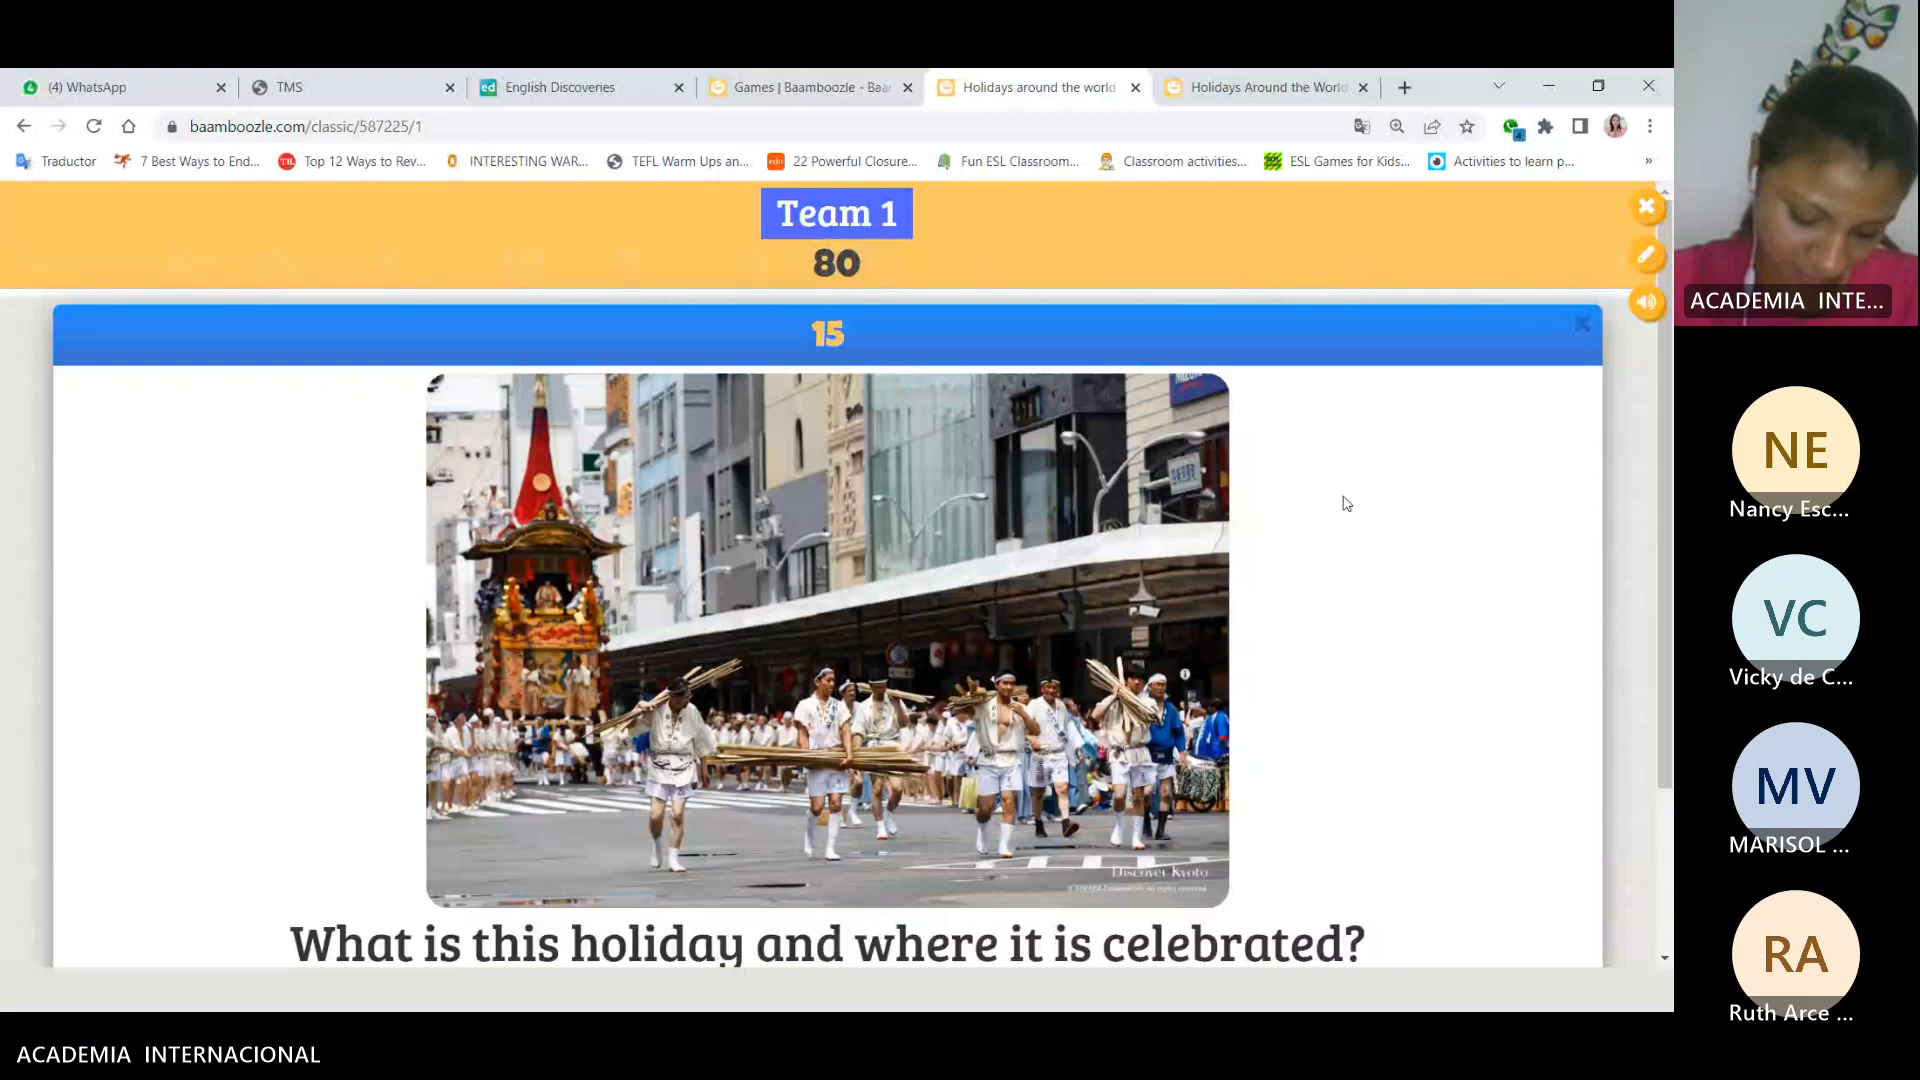 (4) WhatsApp
TMS
English Discoveries
Games | Baamboozle - Baa
Holidays around the world
Holidays Around the World
baamboozle.com/classic/587225/1
Traductor
7 Best Ways to End...
Top 12 Ways to Rev...
INTERESTING WAR...
TEFL Warm Ups an...
22 Powerful Closure...
Fun ESL Classroom...
Classroom activities...
ESL Games for Kids...
Activities to learn p...
»
Team 1
80
15
Discover Kyoto
What is this holiday and where it is celebrated?
ACADEMIA INTE...
NE
Nancy Esc...
VC
Vicky de C...
MV
MARISOL ...
RA
Ruth Arce ...
ACADEMIA INTERNACIONAL